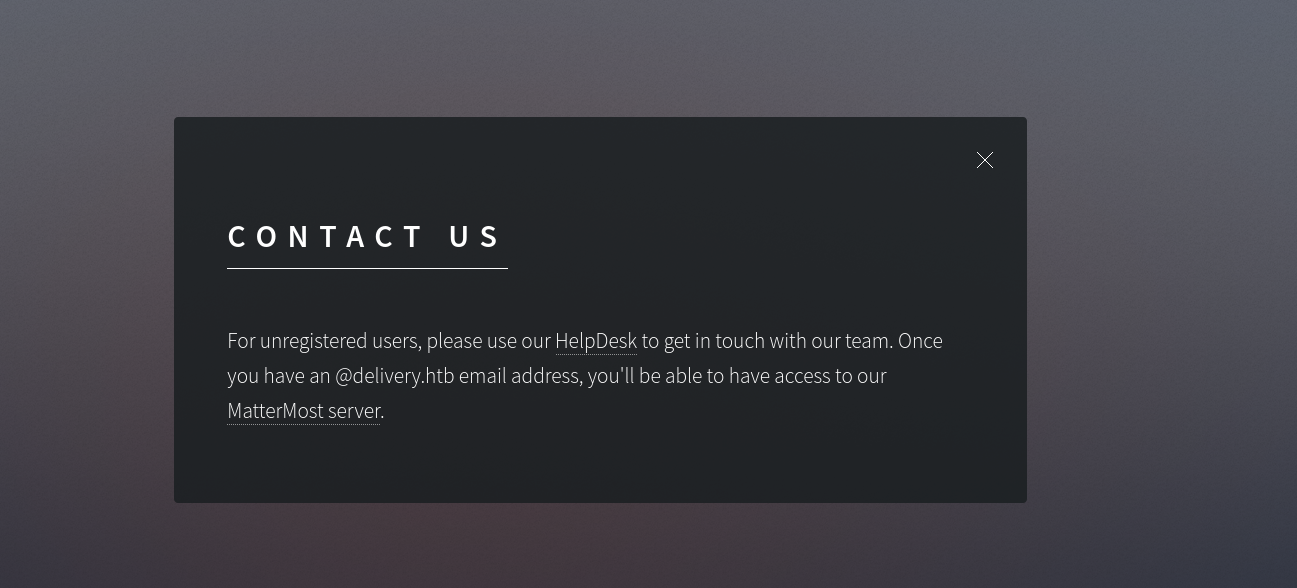 CONTACT US
For unregistered users, please use our HelpDesk to get in touch with our team. Once
you have an @delivery.htb email address, you'll be able to have access to our
MatterMost server.